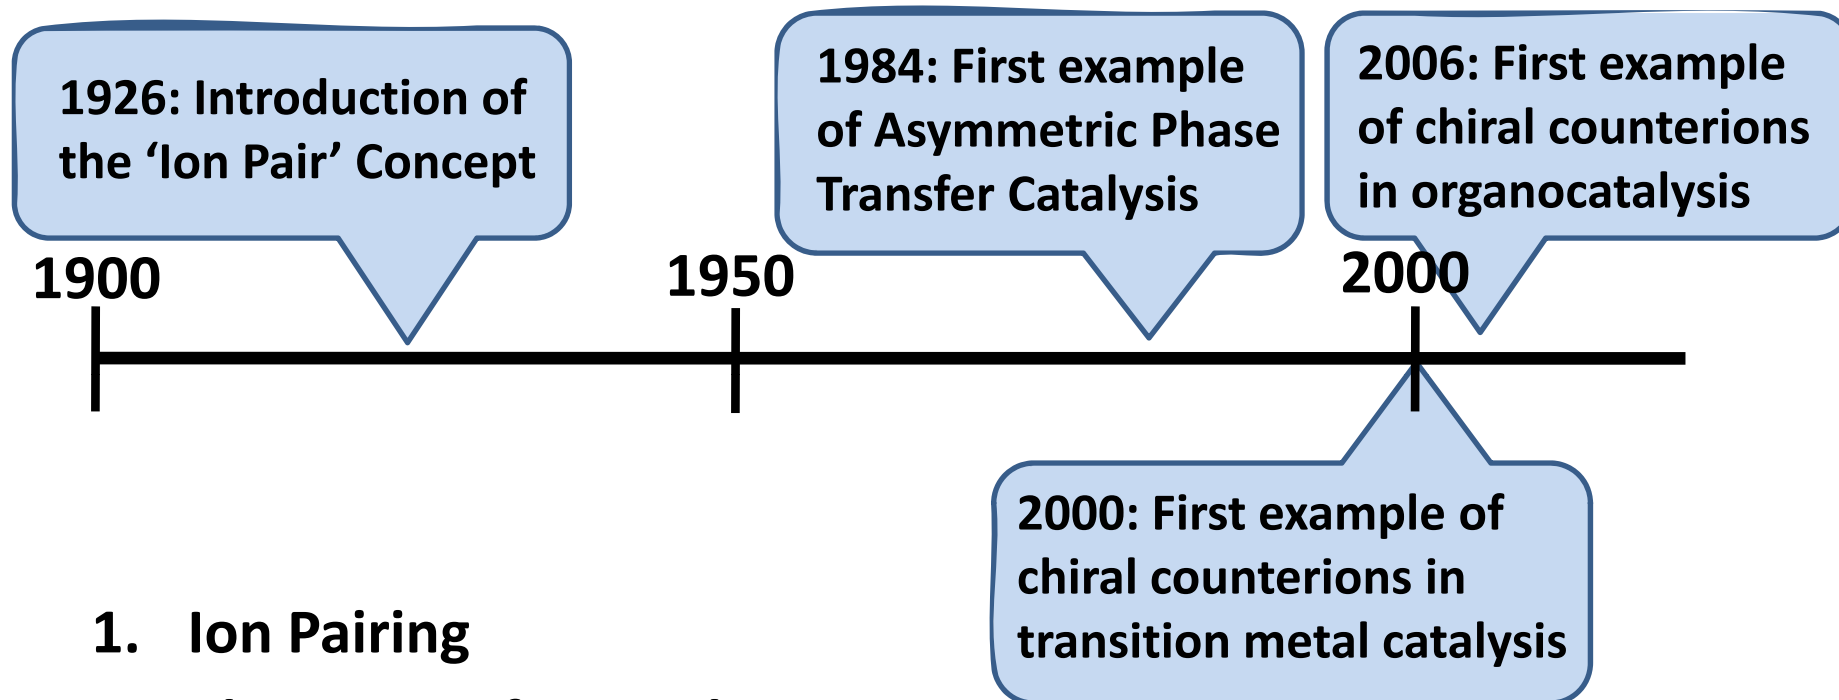 1926: Introduction of
the ‘Ion Pair’ Concept
1984: First example
of Asymmetric Phase
Transfer Catalysis
2006: First example
of chiral counterions
in organocatalysis
1900
1950
2000
2000: First example of
chiral counterions in
transition metal catalysis
1. Ion Pairing